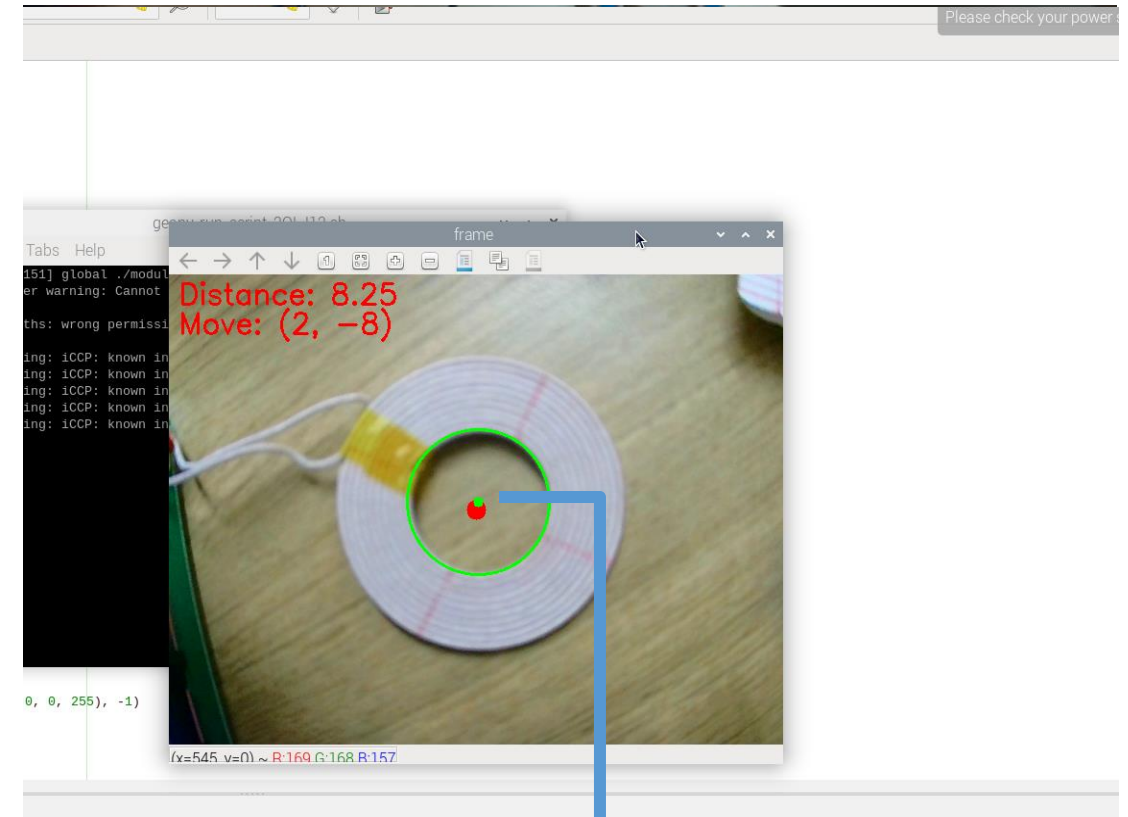 Please check your power
Tabs Help
frame
151] global ./modul
er warning: Cannot
ths: wrong permissi
ing: iCCP: known in
ing: iCCP: known in
ing: iCCP: known in
ing: iCCP: known in
ing: iCCP: known in
Distance: 8.25
Move: (2, -8)
0, 0, 255), -1)
(x=545, y=0) ~ R:169 G:168 B:157